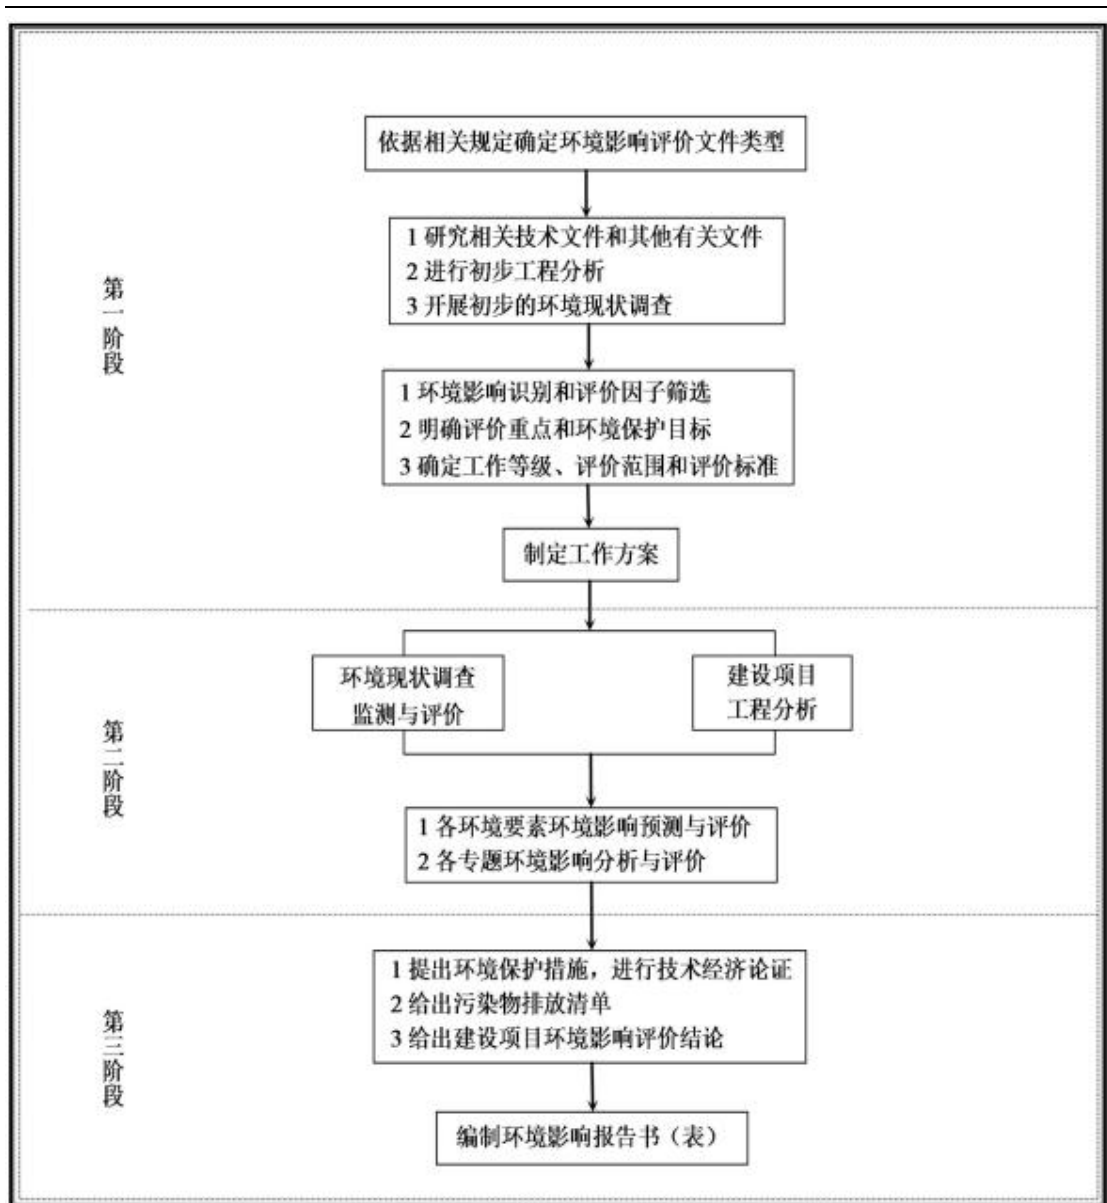 依据相关规定确定环境影响评价文件类型
1 研究相关技术文件和其他有关文件
2 进行初步工程分析
3 开展初步的环境现状调查
第一阶段
1 环境影响识别和评价因子筛选
2 明确评价重点和环境保护目标
3 确定工作等级、评价范围和评价标准
制定工作方案
环境现状调查
监测与评价
建设项目
工程分析
第二阶段
1 各环境要素环境影响预测与评价
2 各专题环境影响分析与评价
1 提出环境保护措施，进行技术经济论证
2 给出污染物排放清单
3 给出建设项目环境影响评价结论
第三阶段
编制环境影响报告书（表）